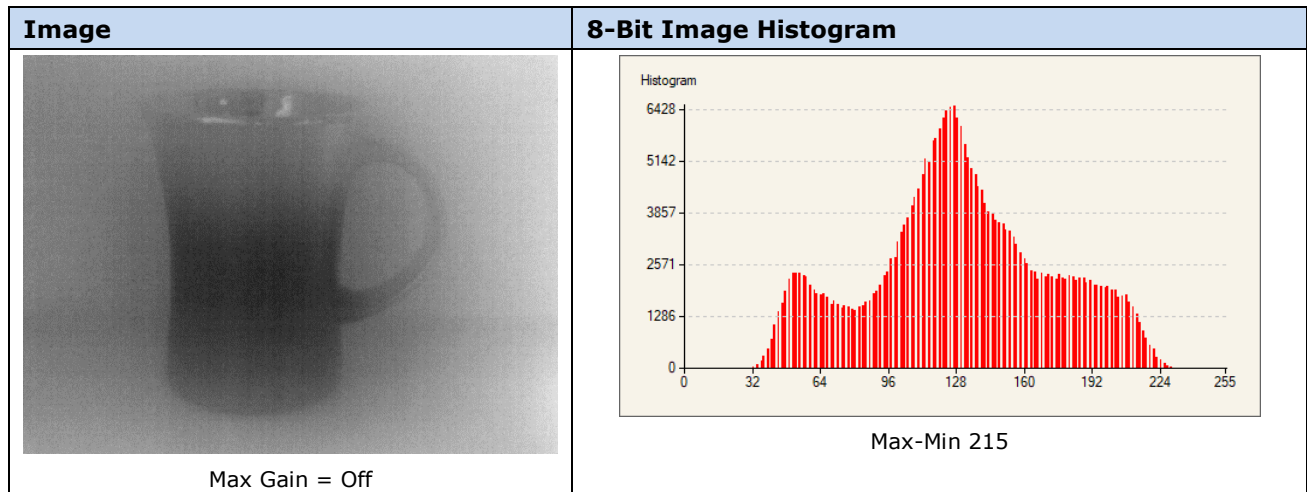 Image
8-Bit Image Histogram
Histogram
6428
5142
3857
2571
1286
0
0 32 64 96 128 160 192 224 255
Max Gain = Off
Max-Min 215